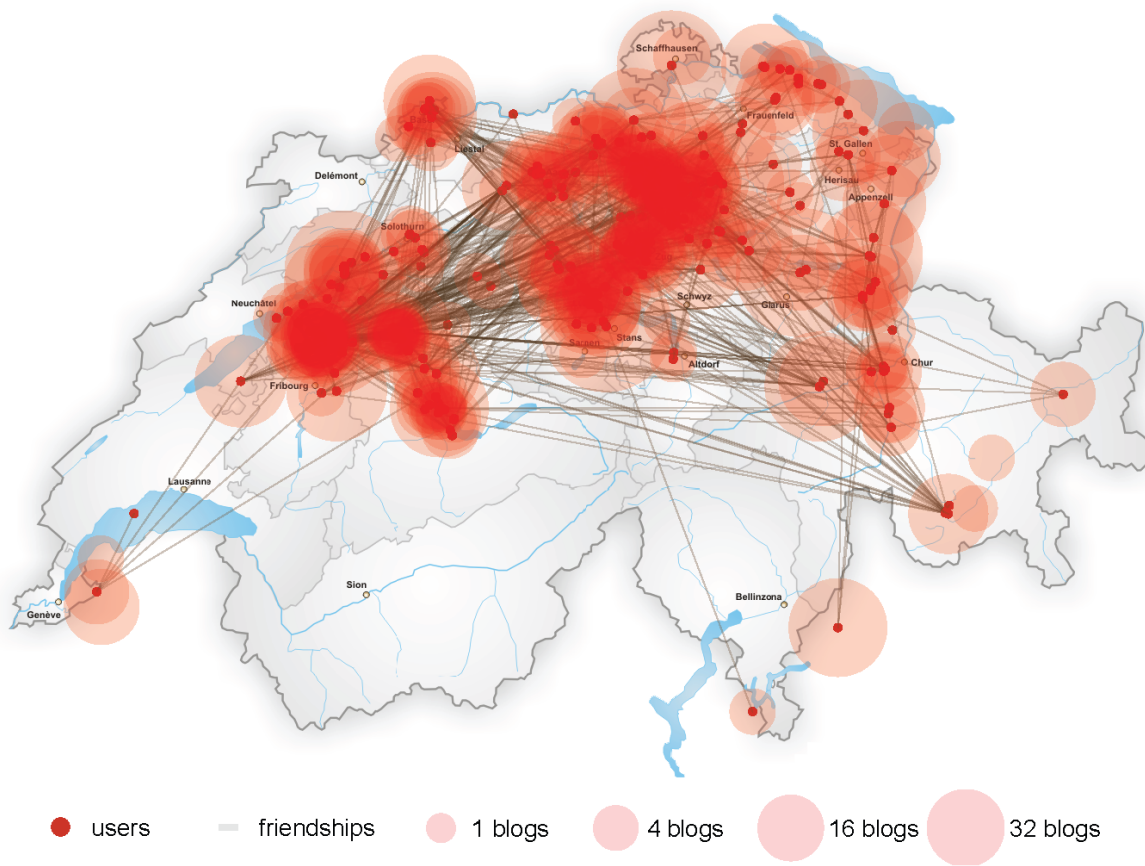 Schaffhausen
Frauenfeld
Liestal
St. Gallen
Delémont
Herisau
Appenzell
Solothurn
Neuchâtel
Schwyz
Glarus
Stans
Sarnen
Altdorf
Chur
Fribourg
Lausanne
Sion
Bellinzona
Genève
users friendships 1 blogs 4 blogs 16 blogs 32 blogs